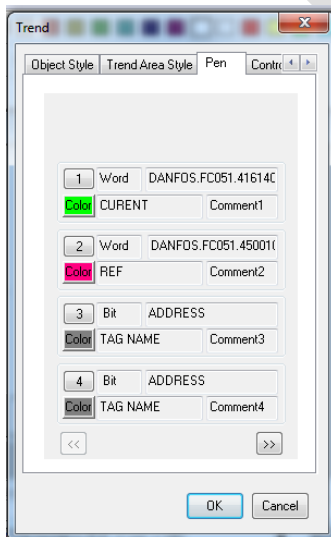 Trend
Object Style Trend Area Style Pen Contr
1 Word DANFOS.FC051.41614
Color CURENT Comment1
2 Word DANFOS.FC051.45001
Color REF Comment2
3 Bit ADDRESS
Color TAG NAME Comment3
4 Bit ADDRESS
Color TAG NAME Comment4
<< >>
OK Cancel